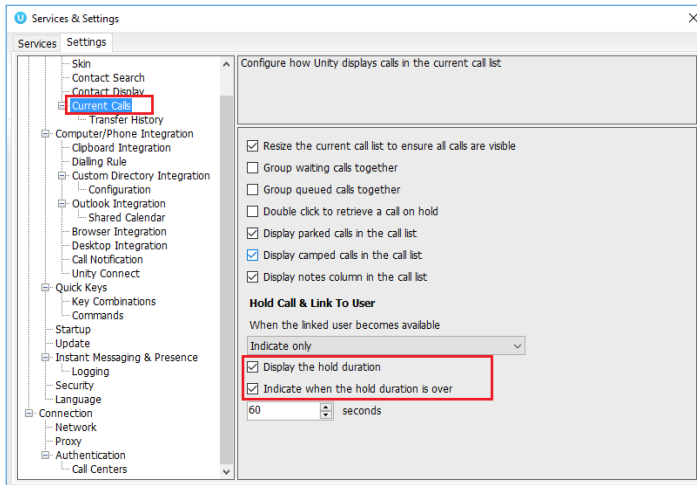 Services & Settings
Services Settings
Skin
Contact Search
Contact Display
Current Calls
Transfer History
Computer/Phone Integration
Clipboard Integration
Dialling Rule
Custom Directory Integration
Configuration
Outlook Integration
Shared Calendar
Browser Integration
Desktop Integration
Call Notification
Unity Connect
Quick Keys
Key Combinations
Commands
Startup
Update
Instant Messaging & Presence
Logging
Security
Language
Connection
Network
Proxy
Authentication
Call Centers
Configure how Unity displays calls in the current call list
Resize the current call list to ensure all calls are visible
Group waiting calls together
Group queued calls together
Double click to retrieve a call on hold
Display parked calls in the call list
Display camped calls in the call list
Display notes column in the call list
Hold Call & Link To User
When the linked user becomes available
Indicate only
Display the hold duration
Indicate when the hold duration is over
60 seconds